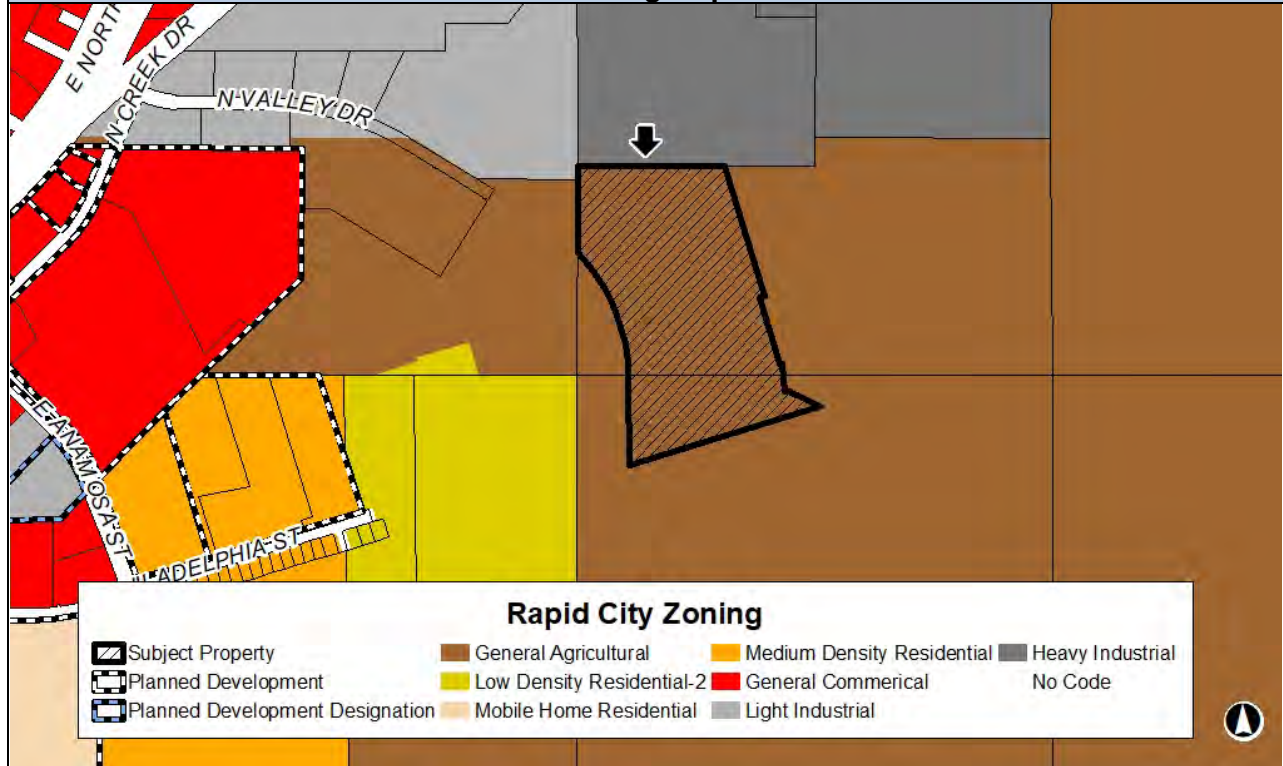 E NORTH
N CREEK DR
N VALLEY DR
E ANAMOSA ST
ADELPHIA ST
Rapid City Zoning
Subject Property
General Agricultural
Medium Density Residential
Heavy Industrial
Planned Development
Low Density Residential-2
General Commerical
No Code
Planned Development Designation
Mobile Home Residential
Light Industrial